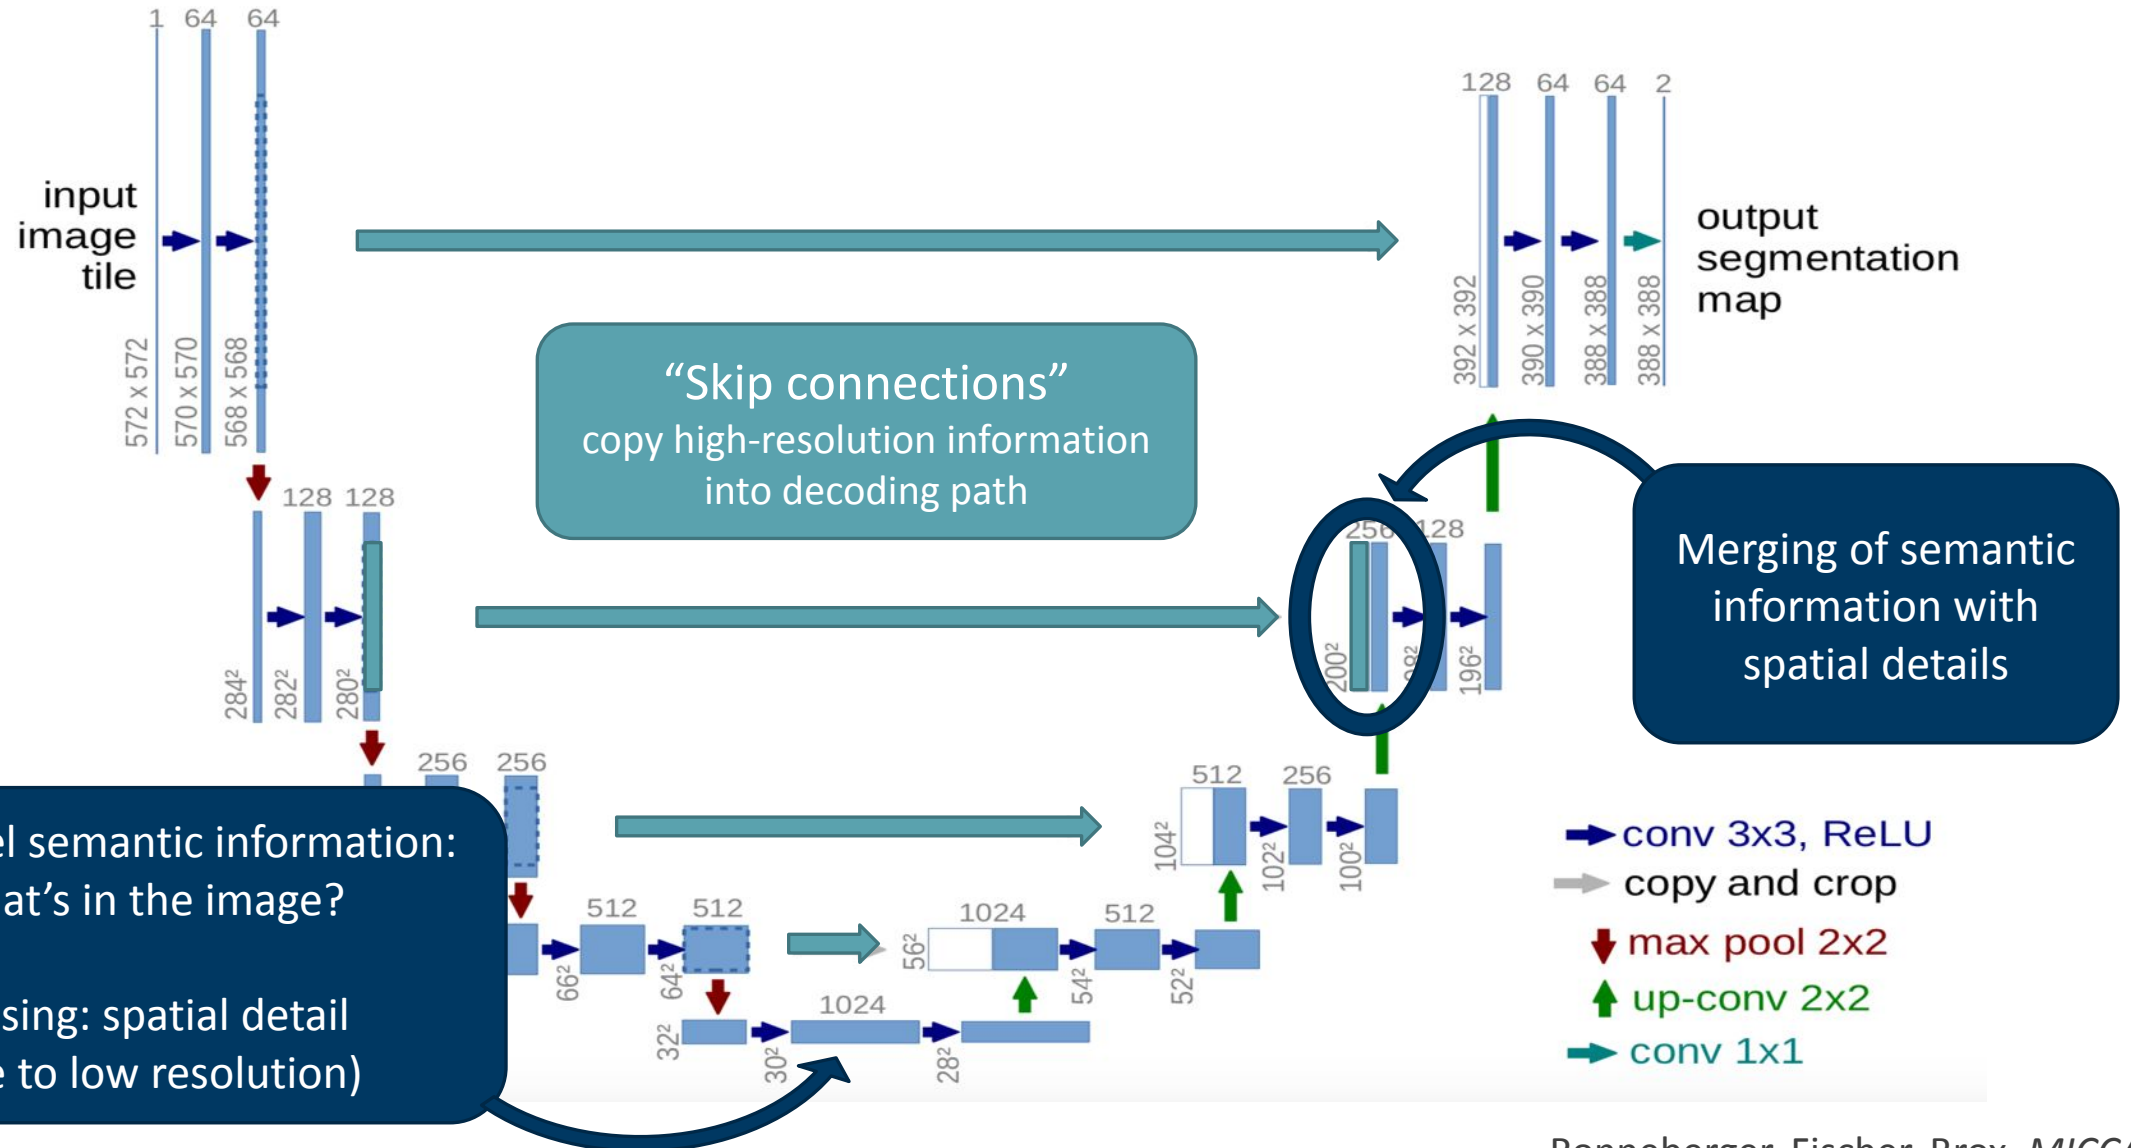 1 64 64
input
image
tile
572 x 572
570 x 570
568 x 568
128 64 64 2
output
segmentation
map
392 x 392
390 x 390
388 x 388
388 x 388
“Skip connections”
copy high-resolution information
into decoding path
128 128
284²
282²
280²
256 128
200²
196²
Merging of semantic
information with
spatial details
256 256
512 256
104²
102²
100²
semantic information:
in the image?
spatial detail
to low resolution)
512 512
66²
64²
1024 512
56²
54²
52²
1024
32²
30²
28²
conv 3x3, ReLU
copy and crop
max pool 2x2
up-conv 2x2
conv 1x1
Ronneberger, Fischer, Brox,